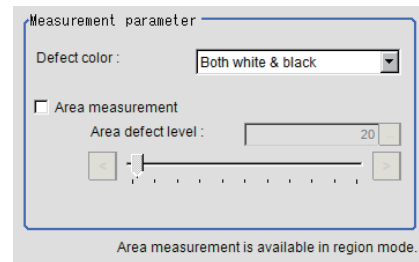 Measurement parameter
Defect color :
Both white & black
Area measurement
Area defect level :
20
...
<
>
Area measurement is available in region mode.